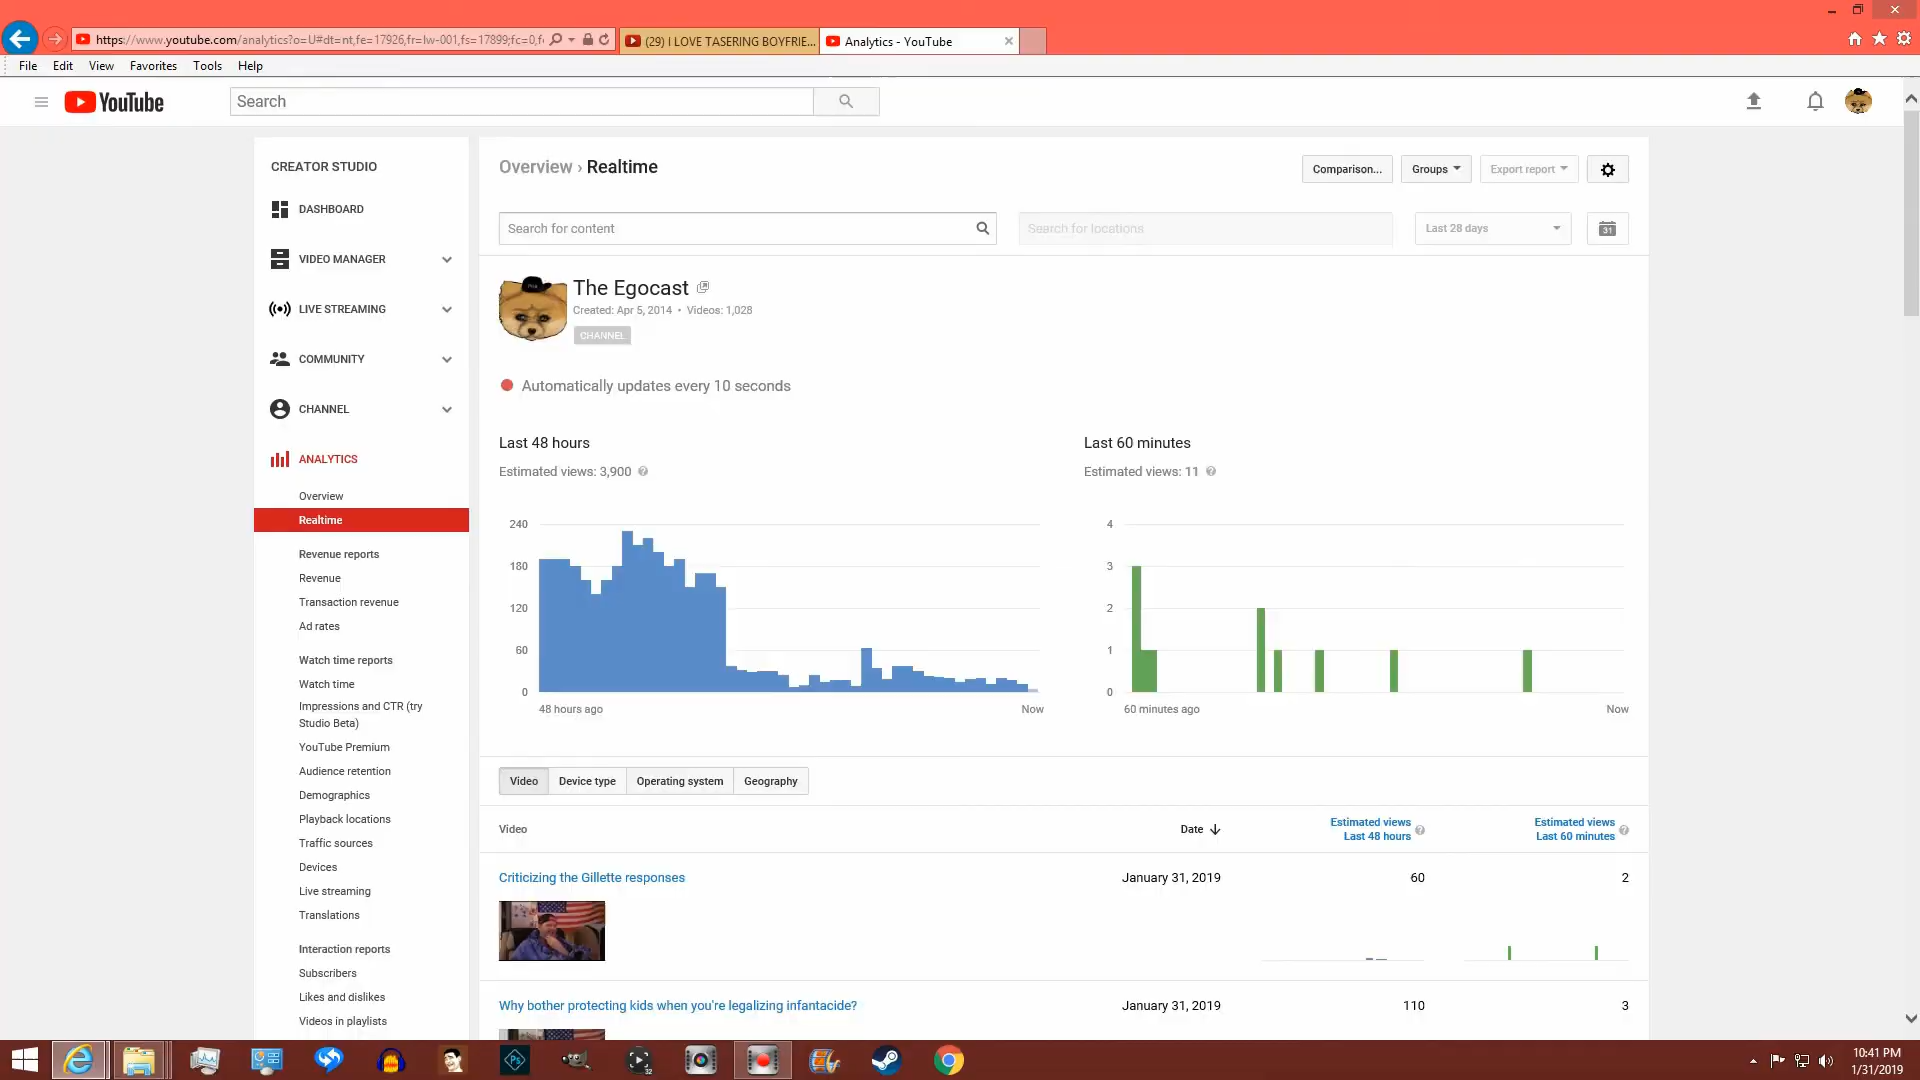 https://www.youtube.com/analytics?o=U#dt=nt,fe=17926,fr=lw-001,fs=17899;fc=0,f
(29) I LOVE TASERING BOYFRIE...
Analytics - YouTube
File Edit View Favorites Tools Help
YouTube
Search
CREATOR STUDIO
DASHBOARD
VIDEO MANAGER
LIVE STREAMING
COMMUNITY
CHANNEL
ANALYTICS
Overview
Realtime
Revenue reports
Revenue
Transaction revenue
Ad rates
Watch time reports
Watch time
Impressions and CTR (try
Studio Beta)
YouTube Premium
Audience retention
Demographics
Playback locations
Traffic sources
Devices
Live streaming
Translations
Interaction reports
Subscribers
Likes and dislikes
Videos in playlists
Overview › Realtime
Comparison... Groups Export report
Search for content
Search for locations
Last 28 days
31
The Egocast
Created: Apr 5, 2014 • Videos: 1,028
CHANNEL
Automatically updates every 10 seconds
Last 48 hours
Estimated views: 3,900 ?
240
180
120
60
0
48 hours ago Now
Last 60 minutes
Estimated views: 11 ?
4
3
2
1
0
60 minutes ago Now
Video Device type Operating system Geography
Video
Date
Estimated views
Last 48 hours ?
Estimated views
Last 60 minutes ?
Criticizing the Gillette responses January 31, 2019 60 2
Why bother protecting kids when you're legalizing infantacide? January 31, 2019 110 3
Ps
32
10:41 PM
1/31/2019